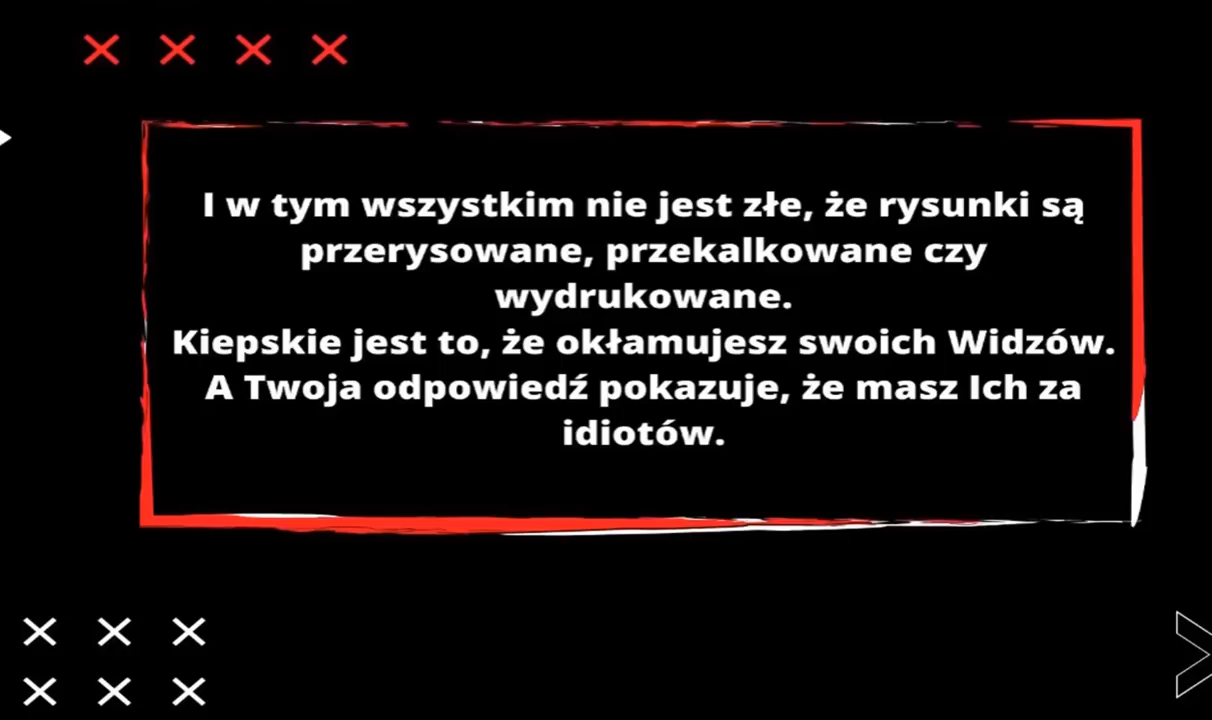 I w tym wszystkim nie jest złe, że rysunki są
przerysowane, przekalkowane czy
wydrukowane.
Kiepskie jest to, że okłamujesz swoich Widzów.
A Twoja odpowiedź pokazuje, że masz Ich za
idiotów.